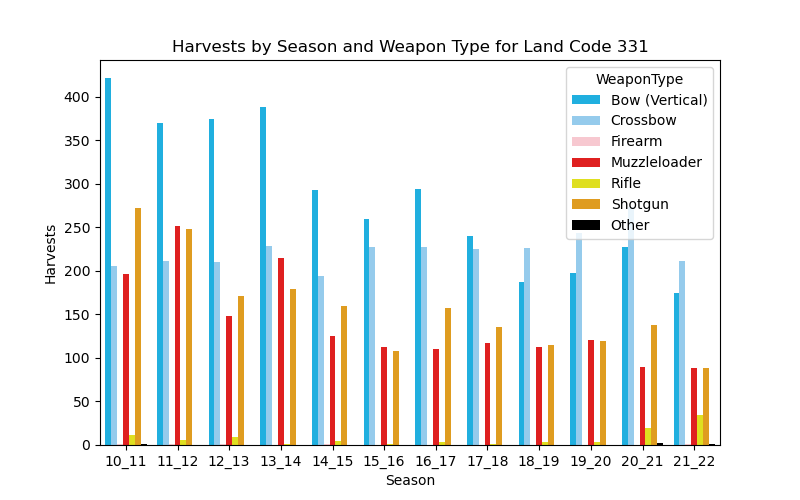 Harvests by Season and Weapon Type for Land Code 331
WeaponType
Bow (Vertical)
Crossbow
Firearm
Muzzleloader
Rifle
Shotgun
Other
Harvests
400
350
300
250
200
150
100
50
0
10_11 11_12 12_13 13_14 14_15 15_16 16_17 17_18 18_19 19_20 20_21 21_22
Season